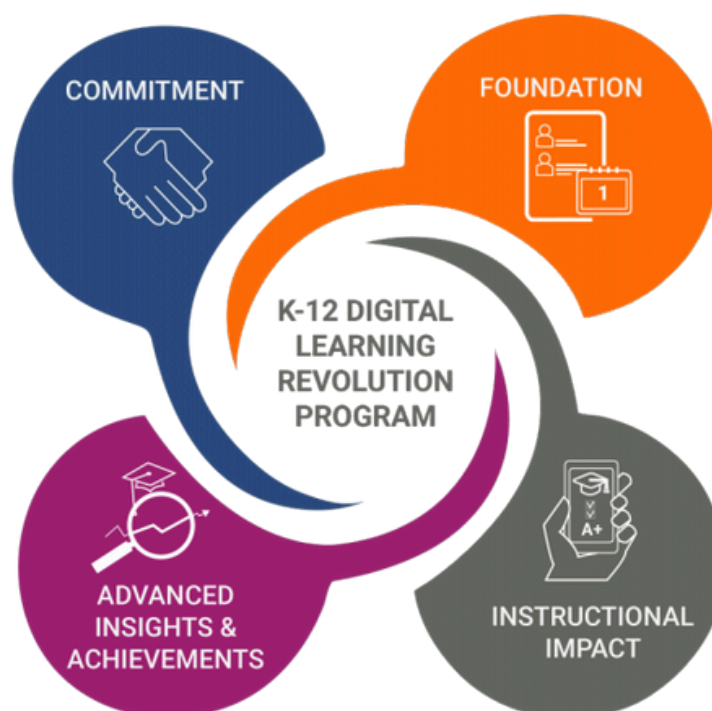 COMMITMENT
FOUNDATION
1
K-12 DIGITAL
LEARNING
REVOLUTION
PROGRAM
ADVANCED
INSIGHTS &
ACHIEVEMENTS
A+
INSTRUCTIONAL
IMPACT